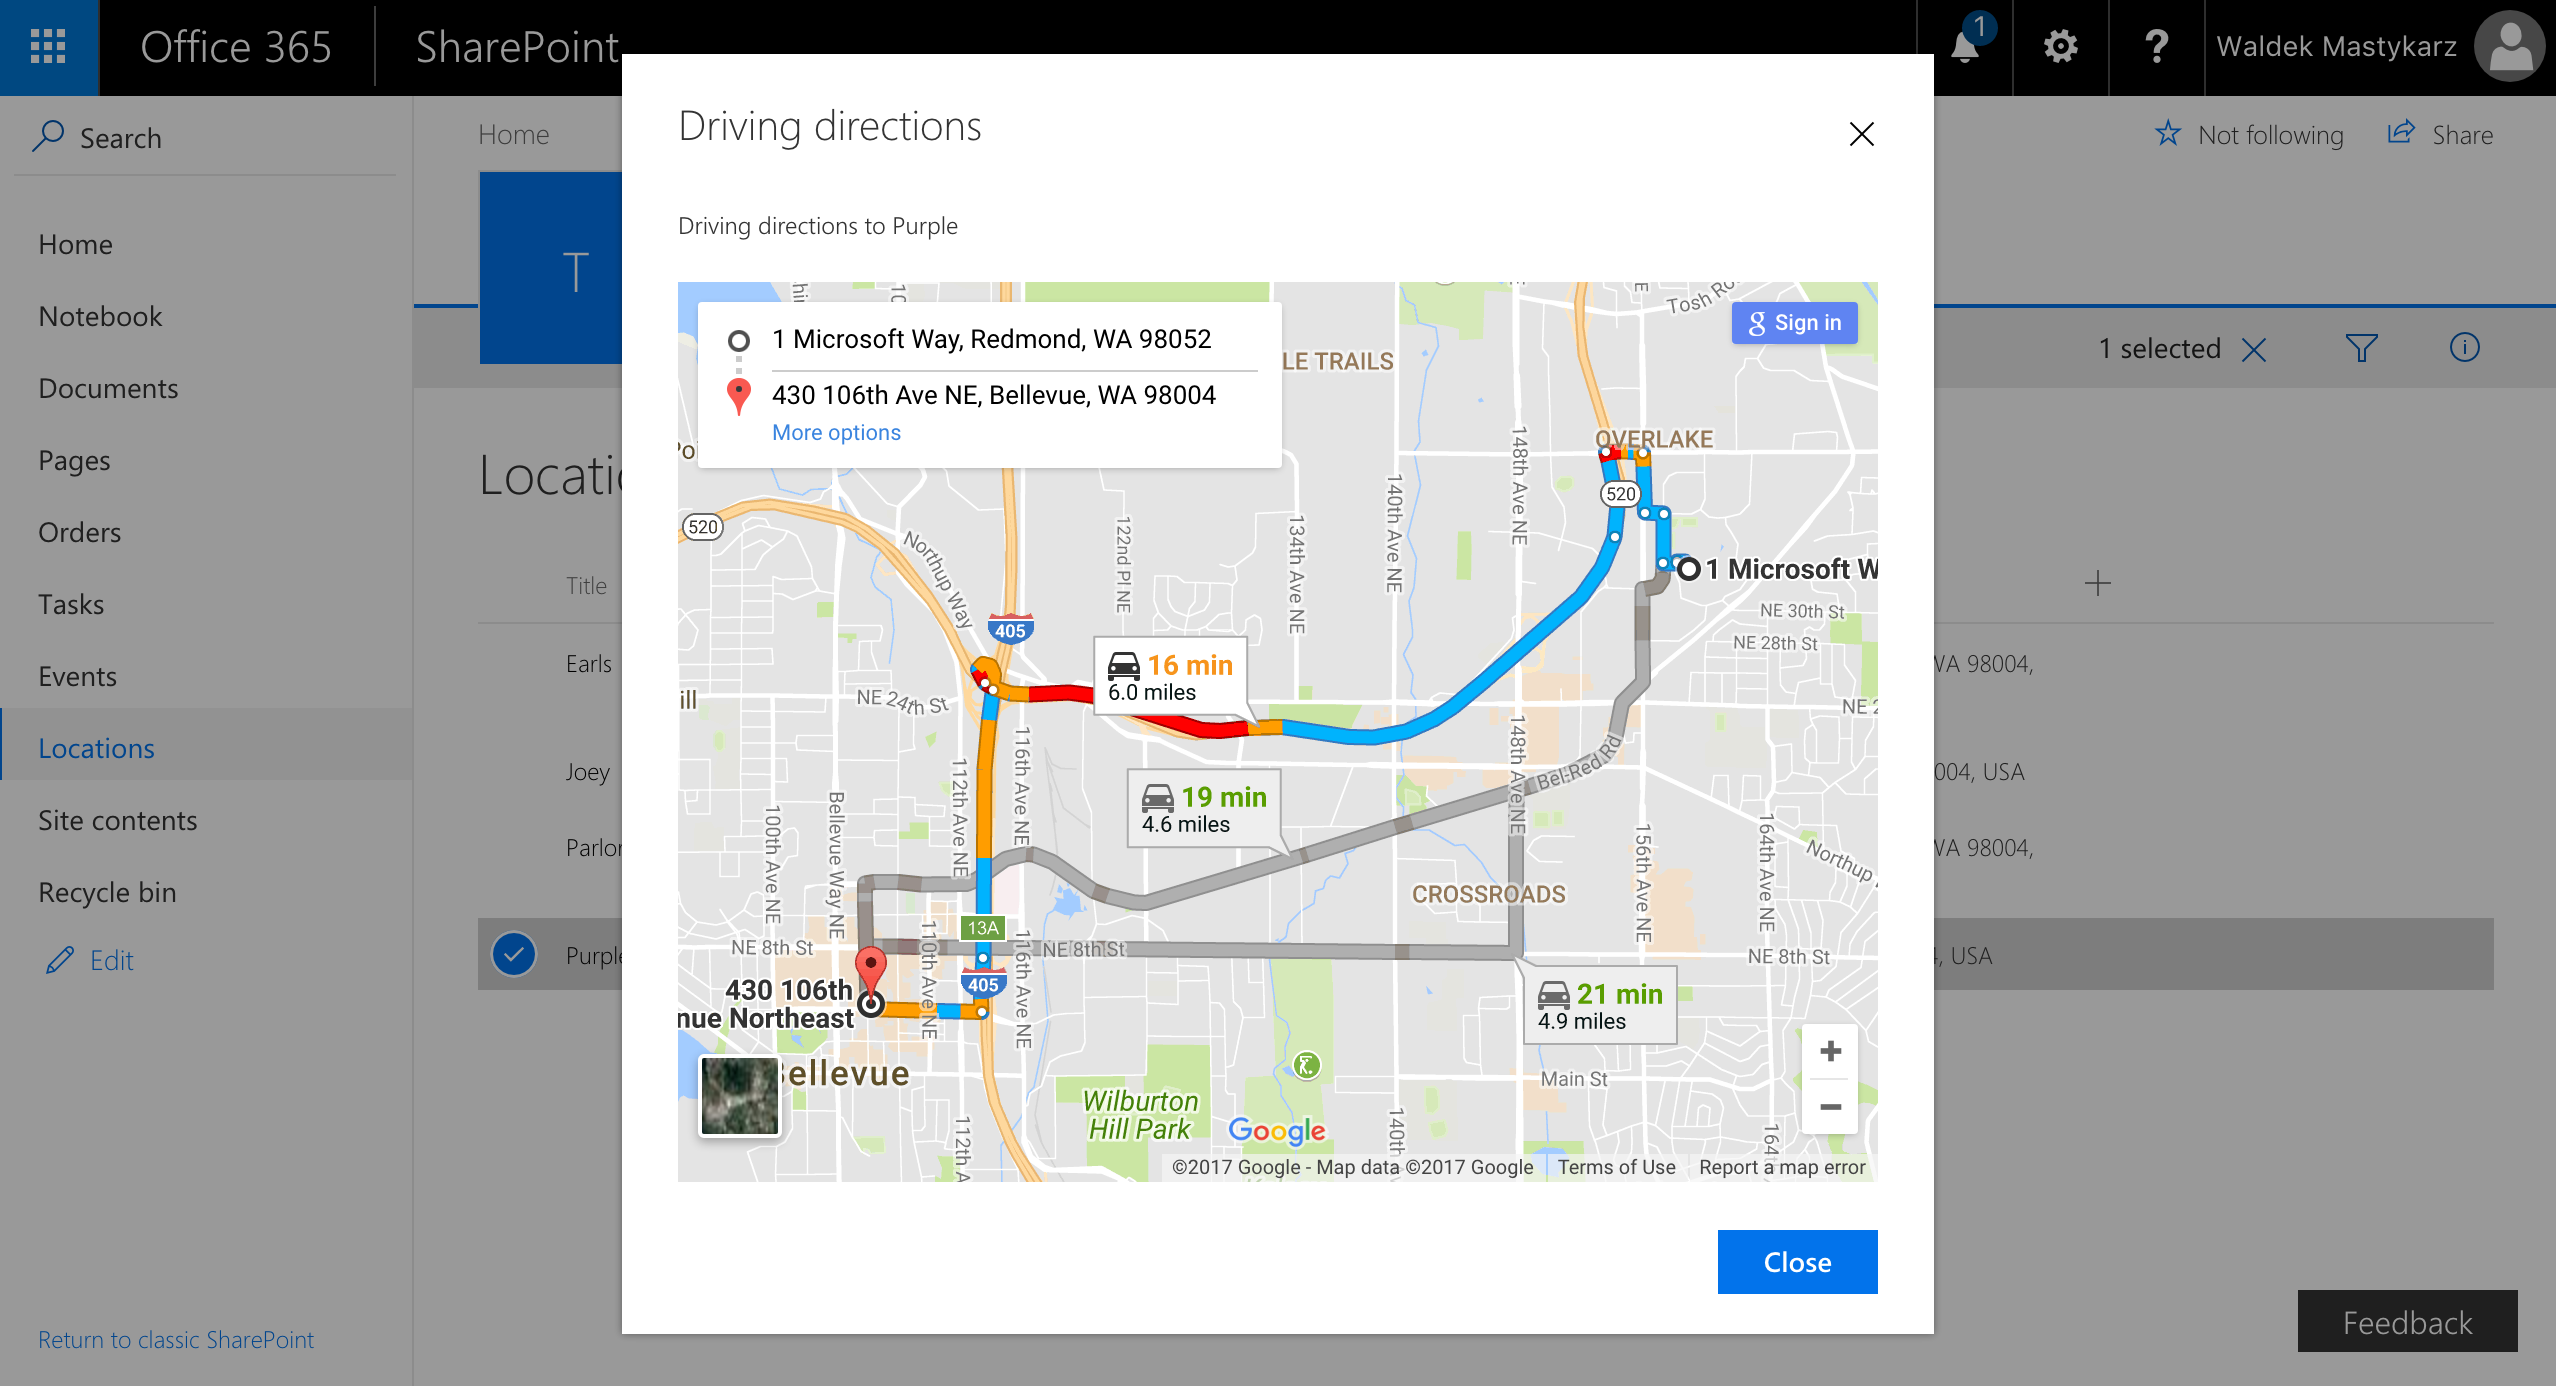 Office 365
SharePoint
1
?
Waldek Mastykarz
Search
Home
Not following
Share
Home
Notebook
Documents
Pages
Orders
Tasks
Events
Locations
Site contents
Recycle bin
Edit
Return to classic SharePoint
T
1 selected
Title
Earls
WA 98004,
Joey
004, USA
WA 98004,
Purple
, USA
Feedback
Driving directions
Driving directions to Purple
1 Microsoft Way, Redmond, WA 98052
430 106th Ave NE, Bellevue, WA 98004
More options
Sign in
Tosh
LE TRAILS
OVERLAKE
520
520
148th Ave NE
140th Ave NE
134th Ave NE
122nd Pl NE
Northup Way
1 Microsoft W
NE 30th St
NE 28th St
405
16 min
6.0 miles
NE 24th St
ill
NE 2
148th Ave NE
Bel-Red Rd
116th Ave NE
112th Ave NE
19 min
4.6 miles
100th Ave NE
Bellevue Way NE
156th Ave NE
164th Ave NE
Northup
CROSSROADS
13A
NE 8th St
110th Ave NE
116th Ave NE
NE 8th St
NE 8th St
405
430 106th
nue Northeast
21 min
4.9 miles
Bellevue
Main St
Wilburton
Hill Park
112th A
140th
164t
Google
©2017 Google - Map data ©2017 Google
Terms of Use
Report a map error
Close